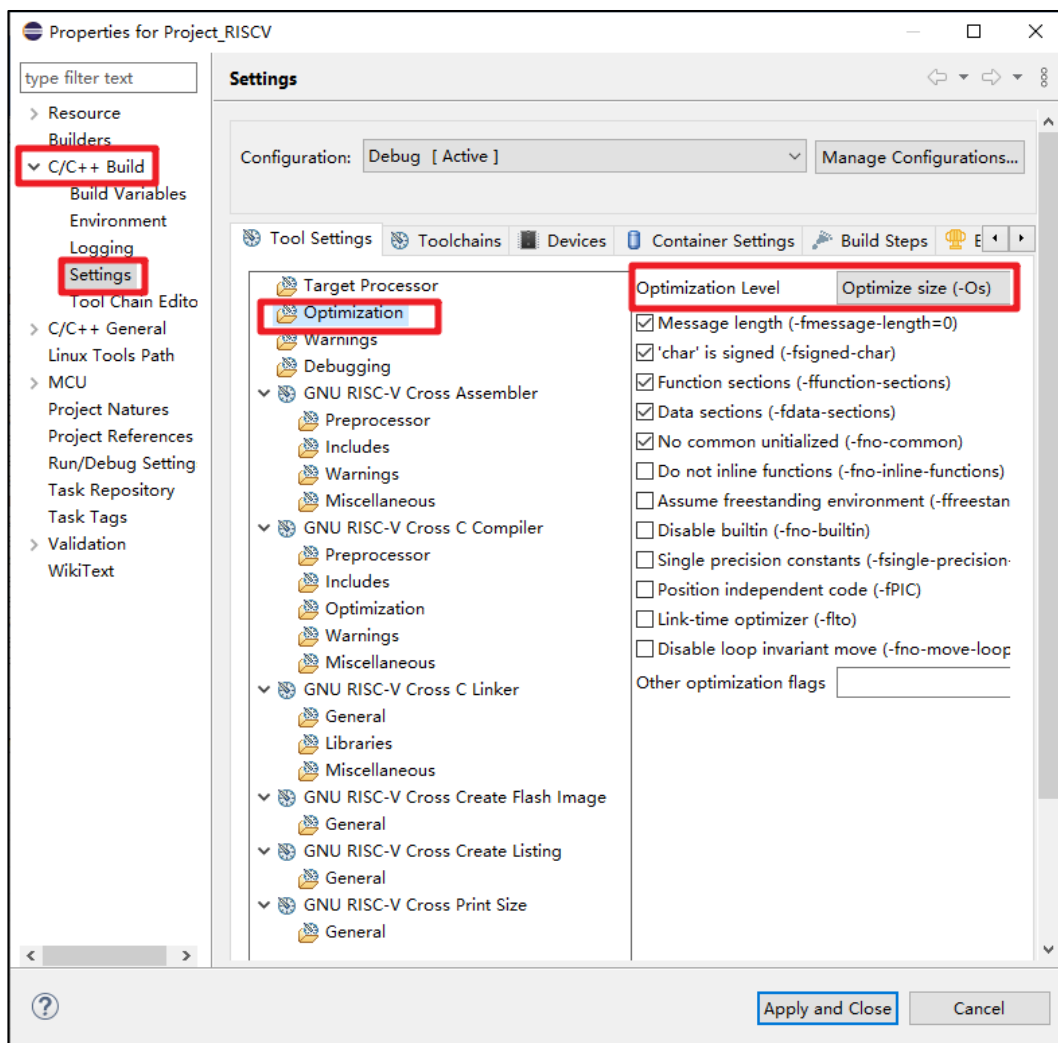 Properties for Project_RISCV
type filter text
Resource
Builders
C/C++ Build
Build Variables
Environment
Logging
Settings
Tool Chain Edito
C/C++ General
Linux Tools Path
MCU
Project Natures
Project References
Run/Debug Setting
Task Repository
Task Tags
Validation
WikiText
Settings
Configuration: Debug [ Active ] Manage Configurations...
Tool Settings Toolchains Devices Container Settings Build Steps E
Target Processor
Optimization
Warnings
Debugging
GNU RISC-V Cross Assembler
Preprocessor
Includes
Warnings
Miscellaneous
GNU RISC-V Cross C Compiler
Preprocessor
Includes
Optimization
Warnings
Miscellaneous
GNU RISC-V Cross C Linker
General
Libraries
Miscellaneous
GNU RISC-V Cross Create Flash Image
General
GNU RISC-V Cross Create Listing
General
GNU RISC-V Cross Print Size
General
Optimization Level Optimize size (-Os)
Message length (-fmessage-length=0)
'char' is signed (-fsigned-char)
Function sections (-ffunction-sections)
Data sections (-fdata-sections)
No common unitialized (-fno-common)
Do not inline functions (-fno-inline-functions)
Assume freestanding environment (-ffreestan
Disable builtin (-fno-builtin)
Single precision constants (-fsingle-precision-
Position independent code (-fPIC)
Link-time optimizer (-flto)
Disable loop invariant move (-fno-move-loop
Other optimization flags
Apply and Close Cancel